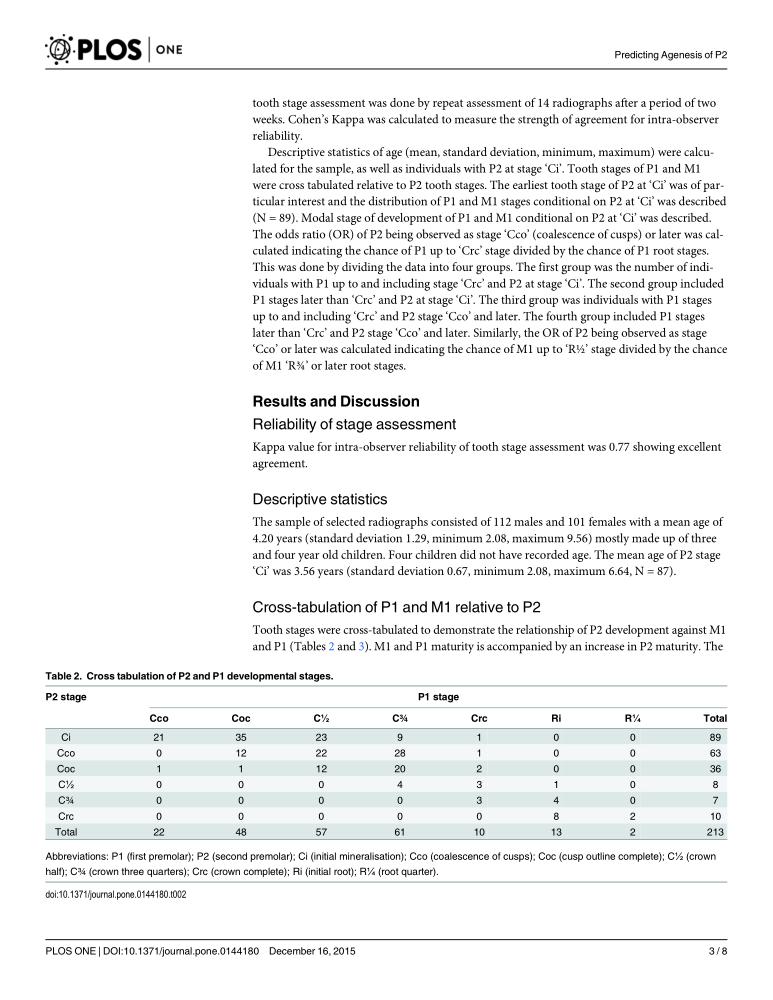 PLOS | ONE
Predicting Agenesis of P2
tooth stage assessment was done by repeat assessment of 14 radiographs after a period of two
weeks. Cohen's Kappa was calculated to measure the strength of agreement for intra-observer
reliability.
Descriptive statistics of age (mean, standard deviation, minimum, maximum) were calcu-
lated for the sample, as well as individuals with P2 at stage 'Ci'. Tooth stages of P1 and M1
were cross tabulated relative to P2 tooth stages. The earliest tooth stage of P2 at 'Ci' was of par-
ticular interest and the distribution of P1 and M1 stages conditional on P2 at 'Ci' was described
(N = 89). Modal stage of development of P1 and M1 conditional on P2 at 'Ci' was described.
The odds ratio (OR) of P2 being observed as stage 'Cco' (coalescence of cusps) or later was cal-
culated indicating the chance of P1 up to 'Crc' stage divided by the chance of P1 root stages.
This was done by dividing the data into four groups. The first group was the number of indi-
viduals with P1 up to and including stage 'Crc' and P2 at stage 'Ci'. The second group included
P1 stages later than 'Crc' and P2 at stage 'Ci'. The third group was individuals with P1 stages
up to and including 'Crc' and P2 stage 'Cco' and later. The fourth group included P1 stages
later than 'Crc' and P2 stage 'Cco' and later. Similarly, the OR of P2 being observed as stage
'Cco' or later was calculated indicating the chance of M1 up to 'R½' stage divided by the chance
of M1 'R¾' or later root stages.
Results and Discussion
Reliability of stage assessment
Kappa value for intra-observer reliability of tooth stage assessment was 0.77 showing excellent
agreement.
Descriptive statistics
The sample of selected radiographs consisted of 112 males and 101 females with a mean age of
4.20 years (standard deviation 1.29, minimum 2.08, maximum 9.56) mostly made up of three
and four year old children. Four children did not have recorded age. The mean age of P2 stage
'Ci' was 3.56 years (standard deviation 0.67, minimum 2.08, maximum 6.64, N = 87).
Cross-tabulation of P1 and M1 relative to P2
Tooth stages were cross-tabulated to demonstrate the relationship of P2 development against M1
and P1 (Tables 2 and 3). M1 and P1 maturity is accompanied by an increase in P2 maturity. The
Table 2. Cross tabulation of P2 and P1 developmental stages.
P2 stage P1 stage
Cco Coc C½ C¾ Crc Ri R¼ Total
Ci 21 35 23 9 1 0 0 89
Cco 0 12 22 28 1 0 0 63
Coc 1 1 12 20 2 0 0 36
C½ 0 0 0 4 3 1 0 8
C¾ 0 0 0 0 3 4 0 7
Crc 0 0 0 0 0 8 2 10
Total 22 48 57 61 10 13 2 213
Abbreviations: P1 (first premolar); P2 (second premolar); Ci (initial mineralisation); Cco (coalescence of cusps); Coc (cusp outline complete); C½ (crown
half); C¾ (crown three quarters); Crc (crown complete); Ri (initial root); R¼ (root quarter).
doi:10.1371/journal.pone.0144180.t002
PLOS ONE | DOI:10.1371/journal.pone.0144180 December 16, 2015 3 / 8